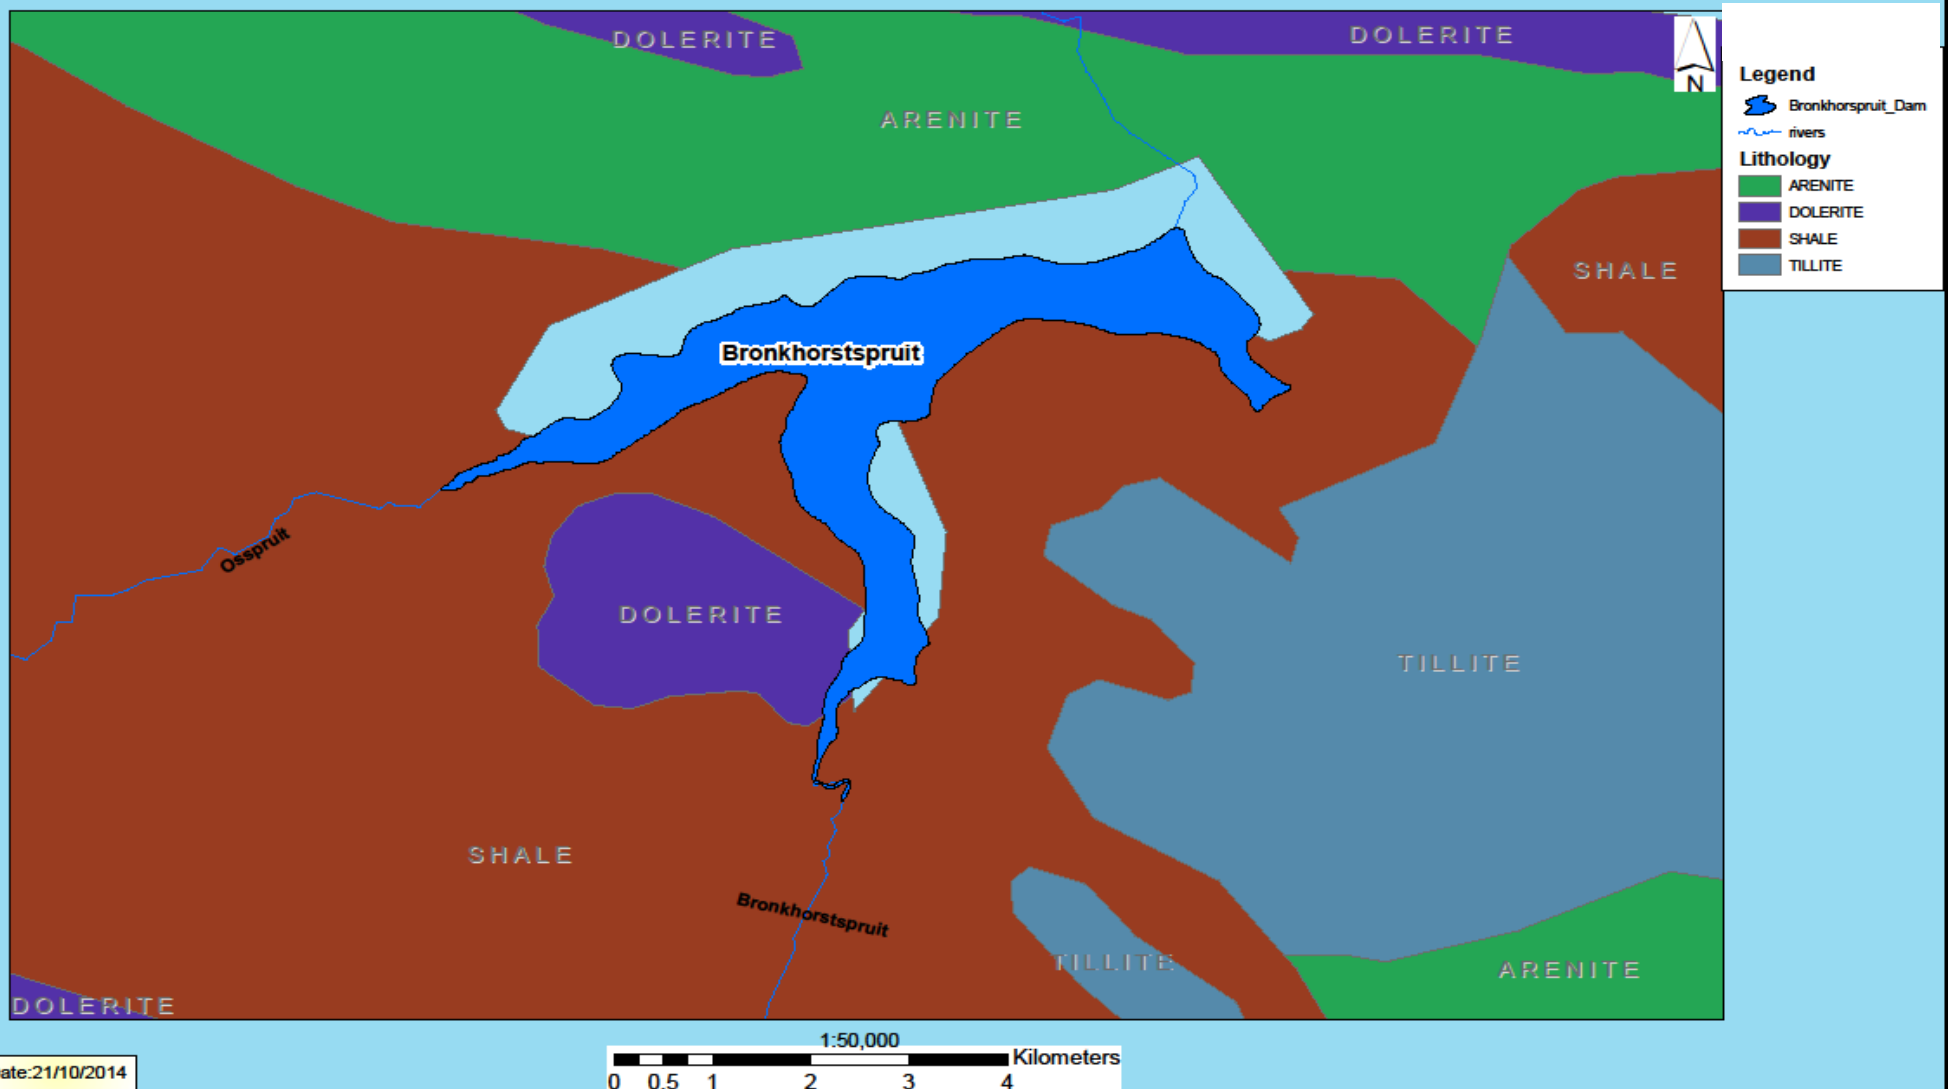 DOLERITE
DOLERITE
N
ARENITE
Legend
Bronkhorspruit_Dam
rivers
Lithology
ARENITE
DOLERITE
SHALE
TILLITE
SHALE
Bronkhorstspruit
Osspruit
DOLERITE
TILLITE
SHALE
Bronkhorstspruit
TILLITE
ARENITE
DOLERITE
1:50,000
Kilometers
0 0.5 1 2 3 4
ate:21/10/2014